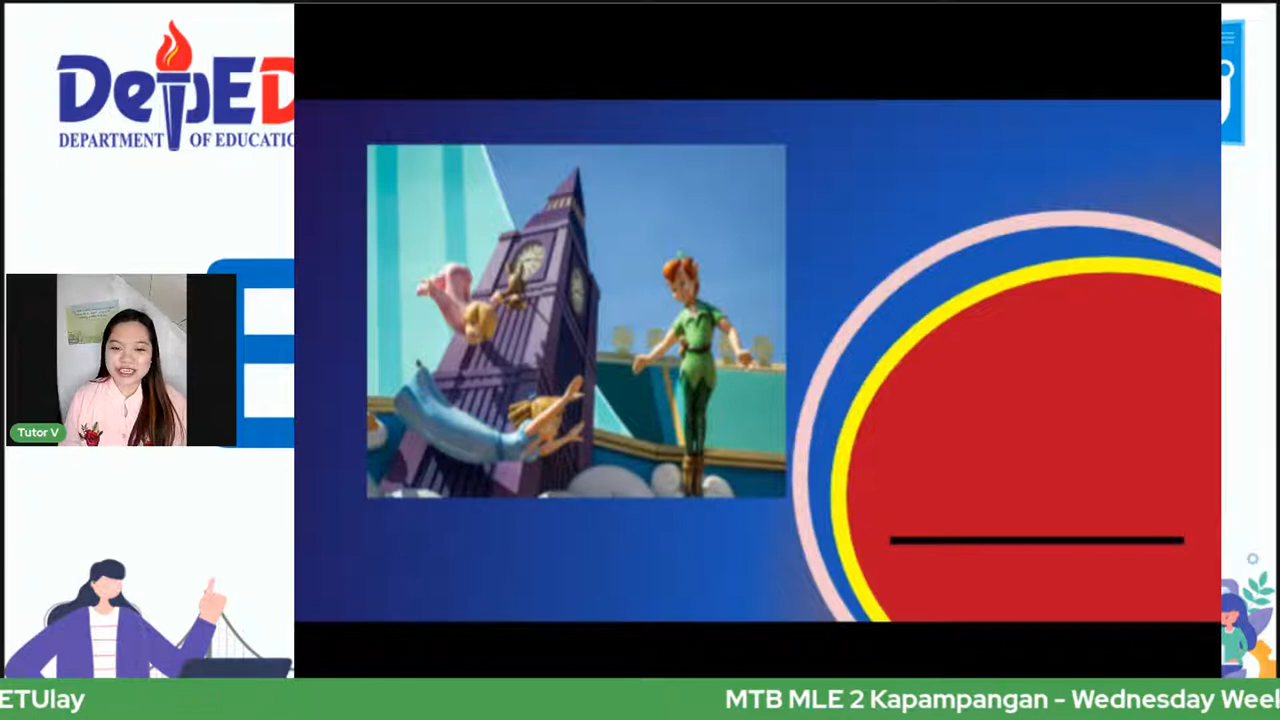 DepED
DEPARTMENT OF EDUCATIO
Tutor V
ETUlay
MTB MLE 2 Kapampangan - Wednesday Weel